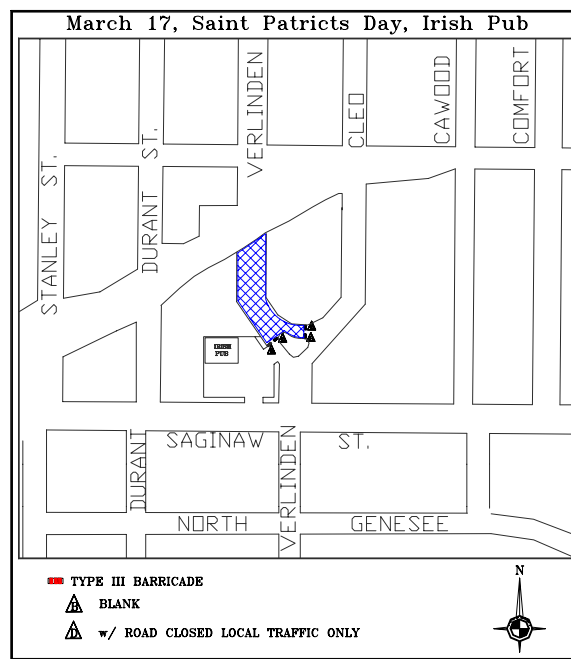 March 17, Saint Patricts Day, Irish Pub
STANLEY ST.
DURANT ST.
VERLINDEN
CLEO
CAWOOD
COMFORT
IRISH
PUB
DURANT
SAGINAW ST.
VERLINDEN
NORTH GENESEE
TYPE III BARRICADE
B BLANK
D w/ ROAD CLOSED LOCAL TRAFFIC ONLY
N